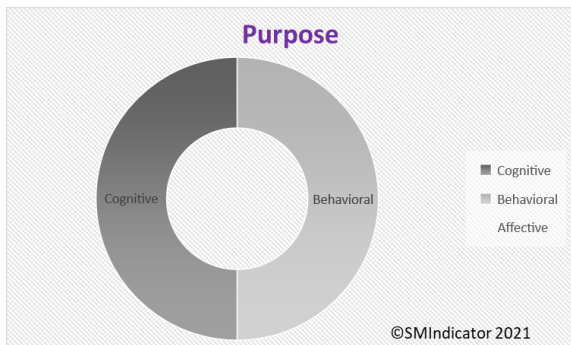 Purpose
Cognitive
Behavioral
Cognitive
Behavioral
Affective
©SMIndicator 2021